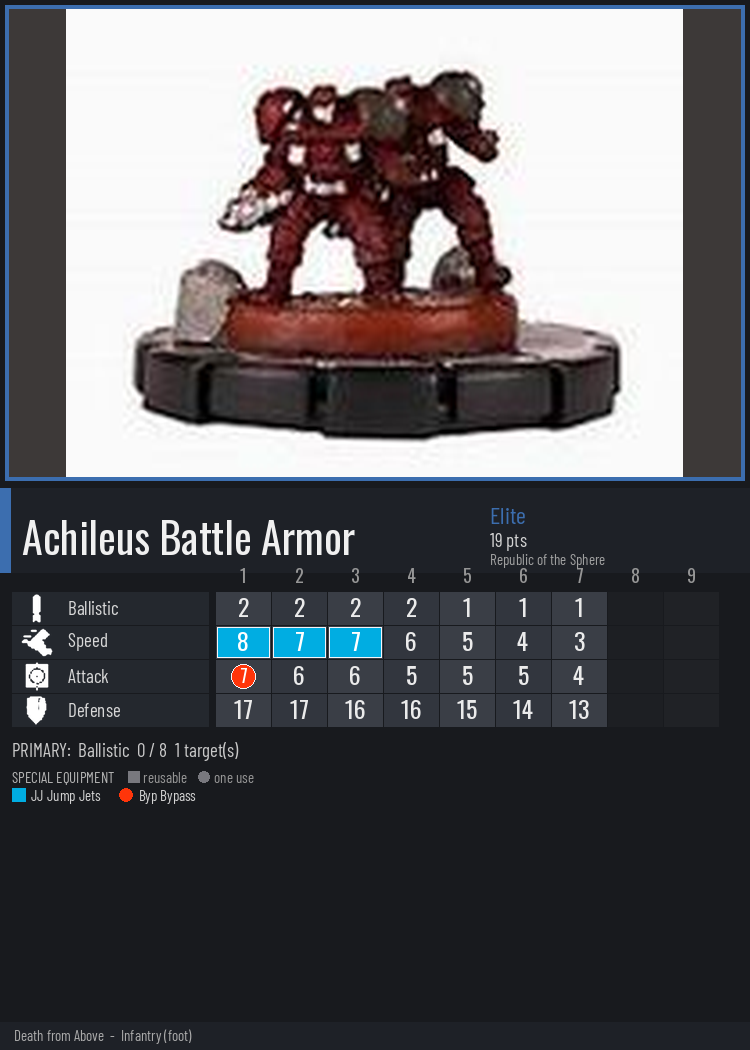 Achileus Battle Armor
Elite
19 pts
Republic of the Sphere
1 2 3 4 5 6 7 8 9
Ballistic 2 2 2 2 1 1 1
Speed 8 7 7 6 5 4 3
Attack 7 6 6 5 5 5 4
Defense 17 17 16 16 15 14 13
PRIMARY: Ballistic 0 / 8 1 target(s)
SPECIAL EQUIPMENT reusable one use
JJ Jump Jets Byp Bypass
Death from Above - Infantry (foot)